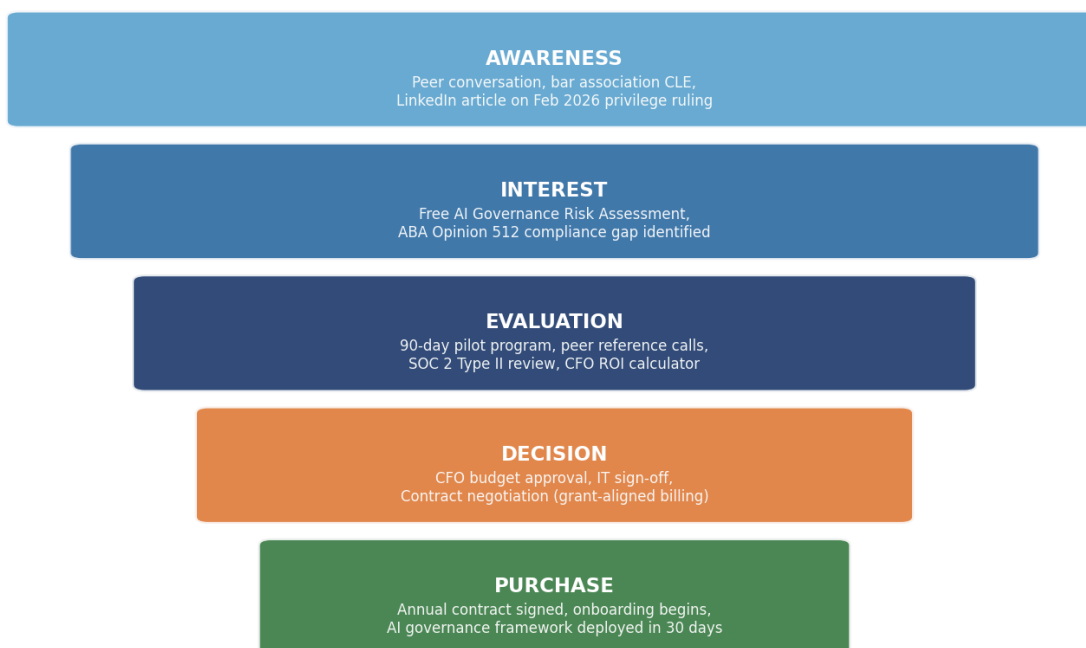 AWARENESS
Peer conversation, bar association CLE,
LinkedIn article on Feb 2026 privilege ruling
INTEREST
Free AI Governance Risk Assessment,
ABA Opinion 512 compliance gap identified
EVALUATION
90-day pilot program, peer reference calls,
SOC 2 Type II review, CFO ROI calculator
DECISION
CFO budget approval, IT sign-off,
Contract negotiation (grant-aligned billing)
PURCHASE
Annual contract signed, onboarding begins,
AI governance framework deployed in 30 days